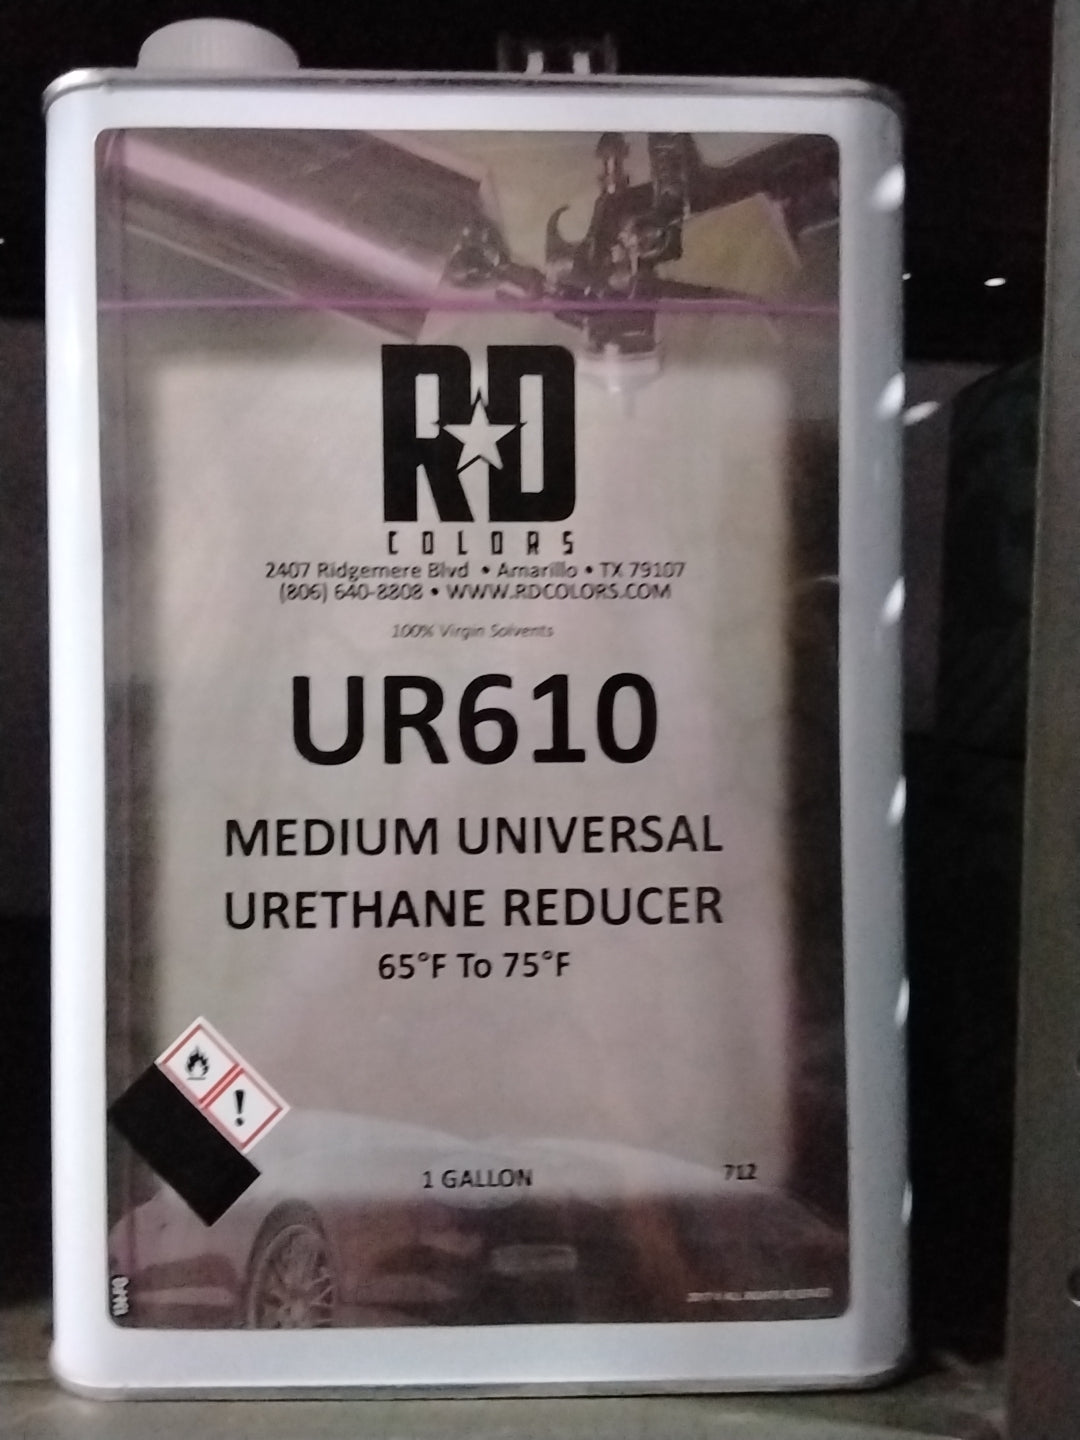 RD
COLORS
2407 Ridgemere Blvd • Amarillo • TX 79107
(806) 640-8808 • WWW.RDCOLORS.COM
100% Virgin Solvents
UR610
MEDIUM UNIVERSAL
URETHANE REDUCER
65°F To 75°F
!
1 GALLON
712